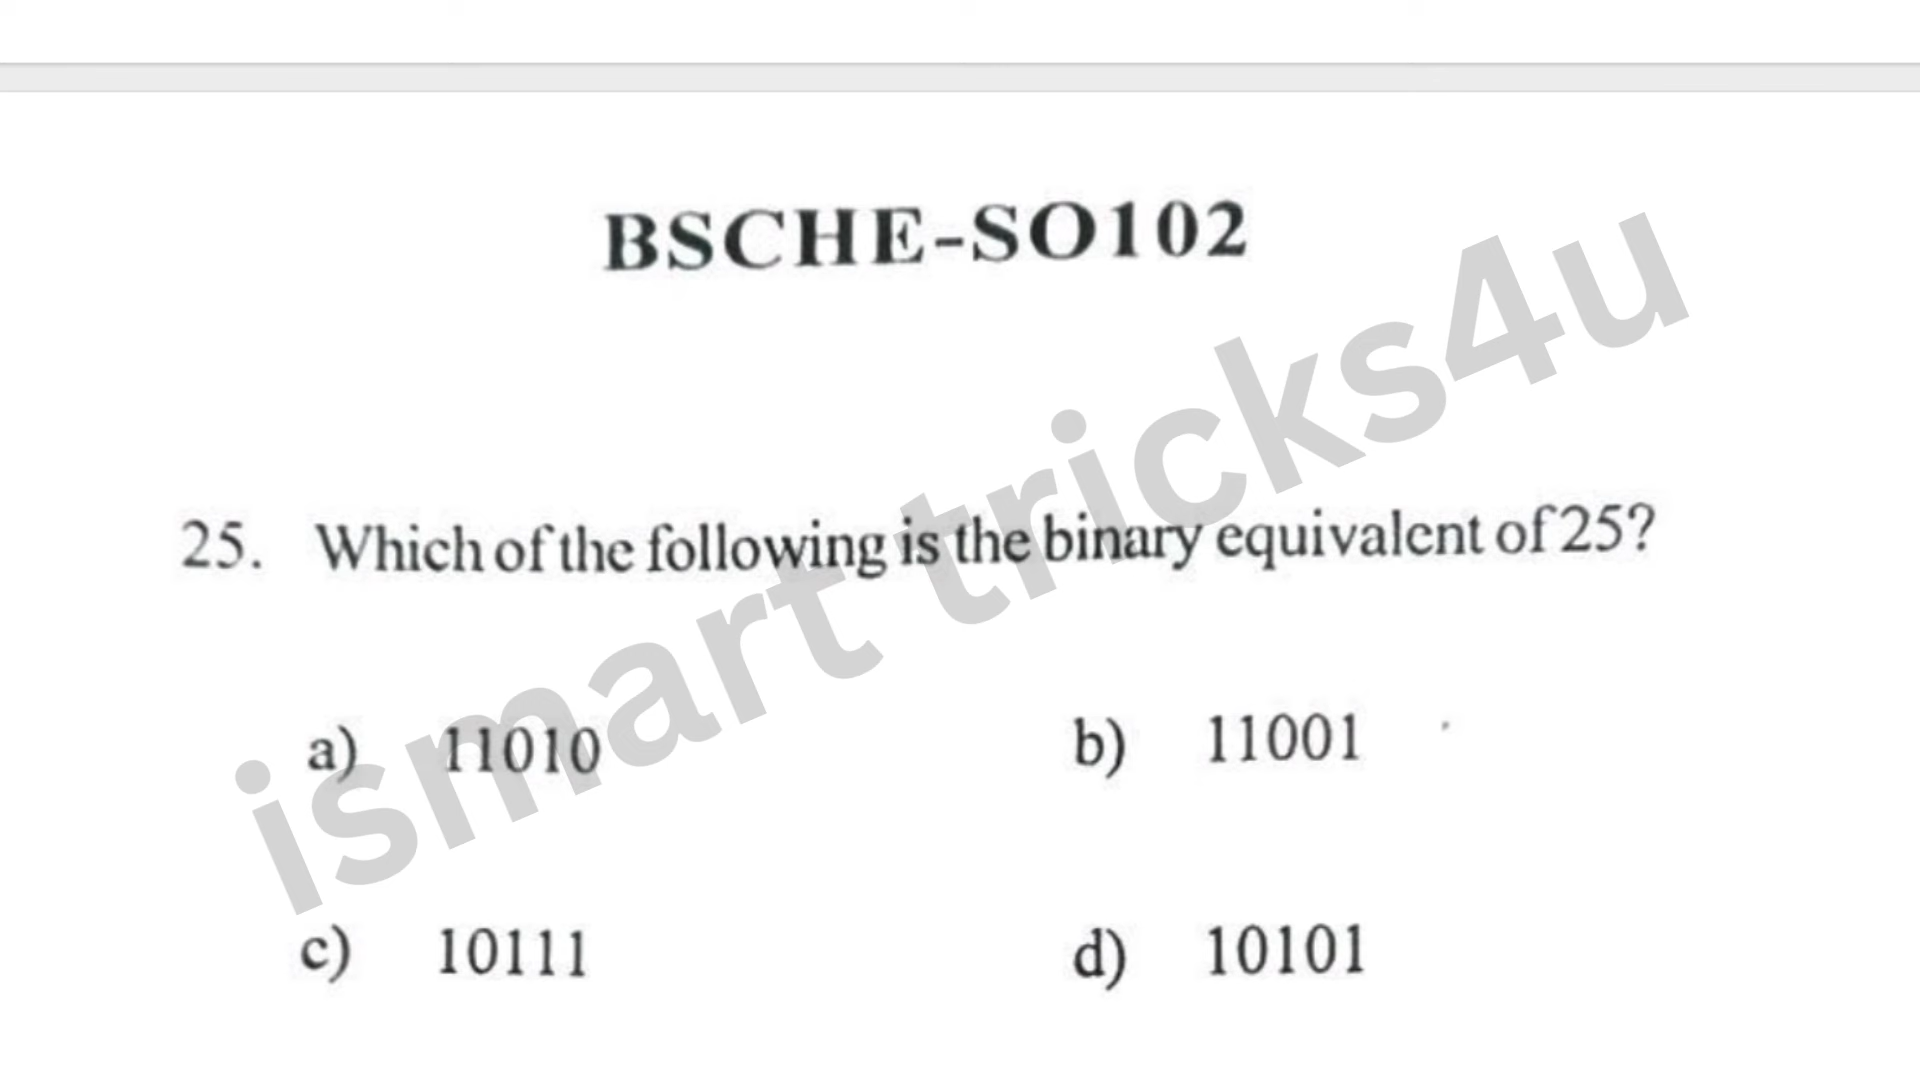 BSCHE-SO102
25. Which of the following is the binary equivalent of 25?
a) 11010 b) 11001
c) 10111 d) 10101
ismart tricks4u